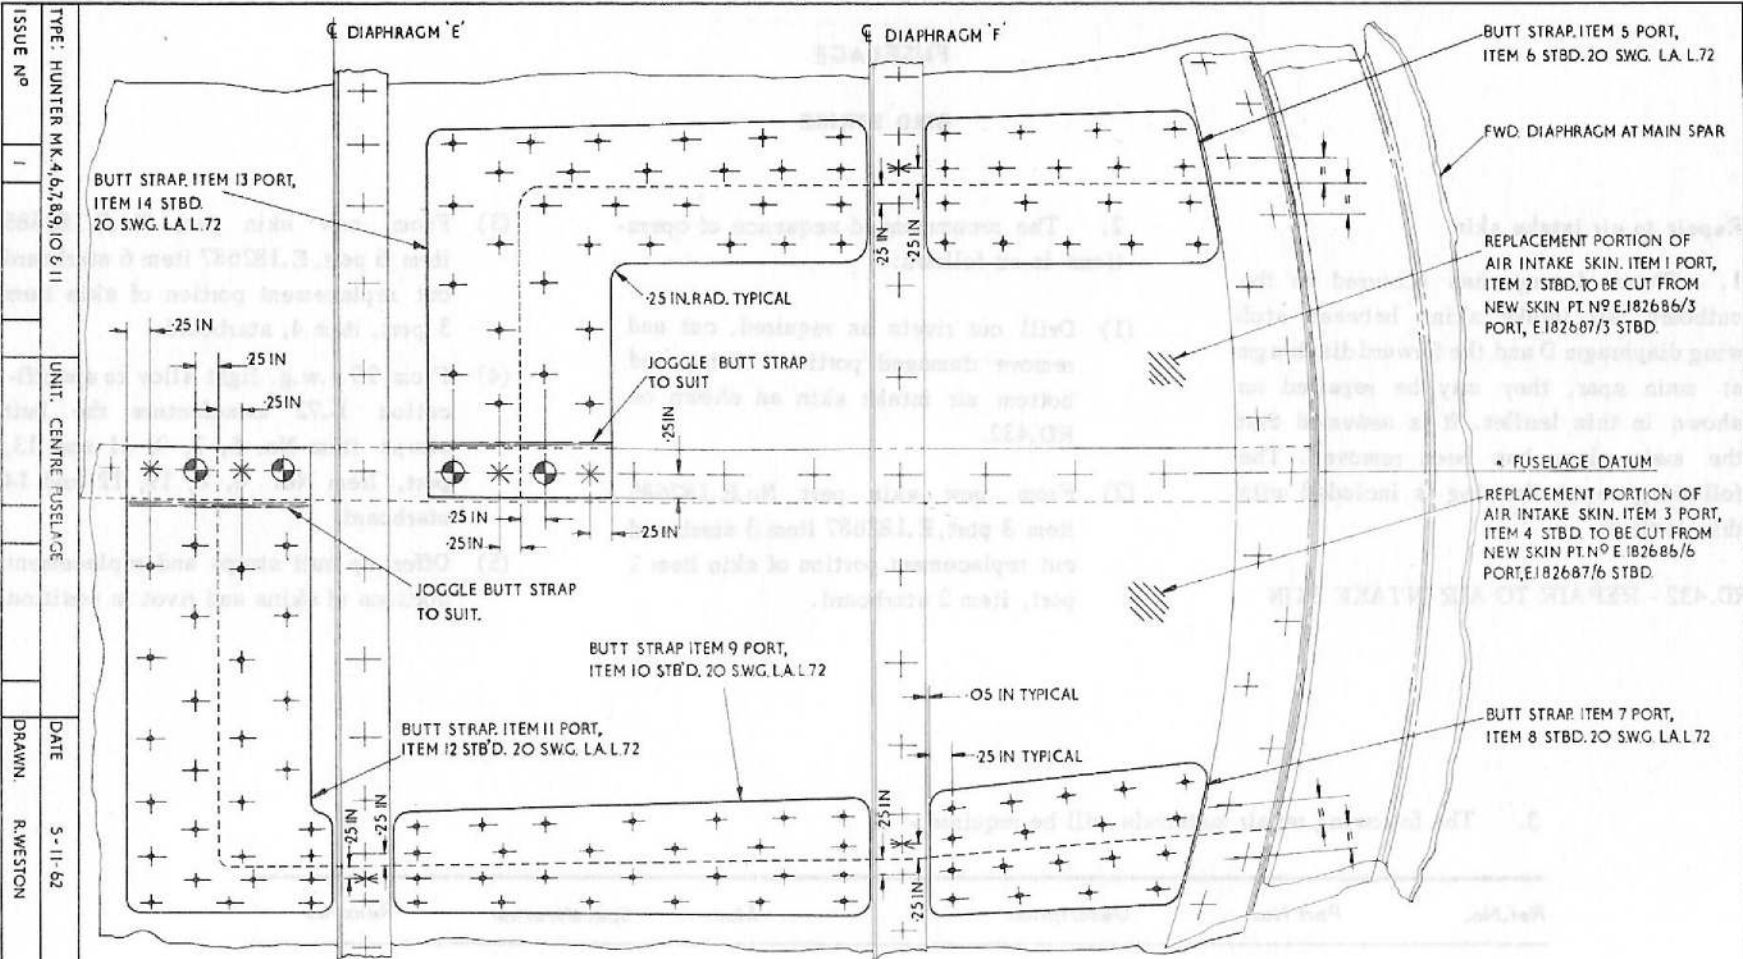 ISSUE Nº
1
DRAWN. R.WESTON
TYPE: HUNTER MK.4,6,7,8,9,10,11,12
UNIT. CENTRE FUSELAGE
DATE 5-11-62
℄ DIAPHRAGM 'E'
℄ DIAPHRAGM 'F'
BUTT STRAP. ITEM 5 PORT,
ITEM 6 STBD. 20 S.W.G. L.A. L.72
FWD. DIAPHRAGM AT MAIN SPAR
BUTT STRAP. ITEM 13 PORT,
ITEM 14 STBD.
20 S.W.G. L.A. L.72
·25 IN
·25 IN
REPLACEMENT PORTION OF
AIR INTAKE SKIN. ITEM 1 PORT,
ITEM 2 STBD. TO BE CUT FROM
NEW SKIN PT. Nº E.182686/3
PORT, E.182687/3 STBD.
·25 IN.RAD. TYPICAL
·25 IN
·25 IN
·25 IN
JOGGLE BUTT STRAP
TO SUIT
·25 IN
FUSELAGE DATUM
REPLACEMENT PORTION OF
AIR INTAKE SKIN. ITEM 3 PORT,
ITEM 4 STBD. TO BE CUT FROM
NEW SKIN PT. Nº E.182686/6
PORT, E.182687/6 STBD.
·25 IN
·25 IN
·25 IN
JOGGLE BUTT STRAP
TO SUIT.
BUTT STRAP ITEM 9 PORT,
ITEM 10 STB'D. 20 S.W.G. L.A. L.72
·05 IN TYPICAL
BUTT STRAP. ITEM 11 PORT,
ITEM 12 STB'D. 20 S.W.G. L.A. L.72
BUTT STRAP. ITEM 7 PORT,
ITEM 8 STBD. 20 S.W.G. L.A. L.72
·25 IN TYPICAL
·25 IN
·25 IN
·25 IN
·25 IN